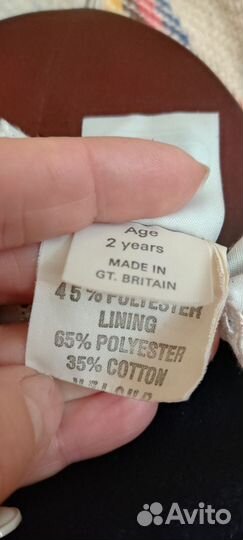 Age
2 years
MADE IN
GT. BRITAIN
45% POLYESTER
LINING
65% POLYESTER
35% COTTON
Avito